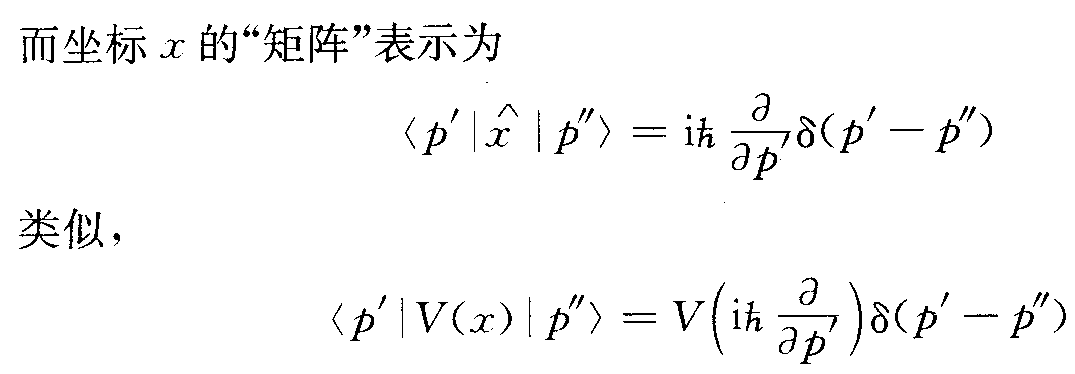 而坐标 x 的“矩阵”表示为
⟨p′|x̂|p″⟩ = iħ ∂/∂p′ δ(p′ − p″)
类似，
⟨p′|V(x)|p″⟩ = V(iħ ∂/∂p′)δ(p′ − p″)